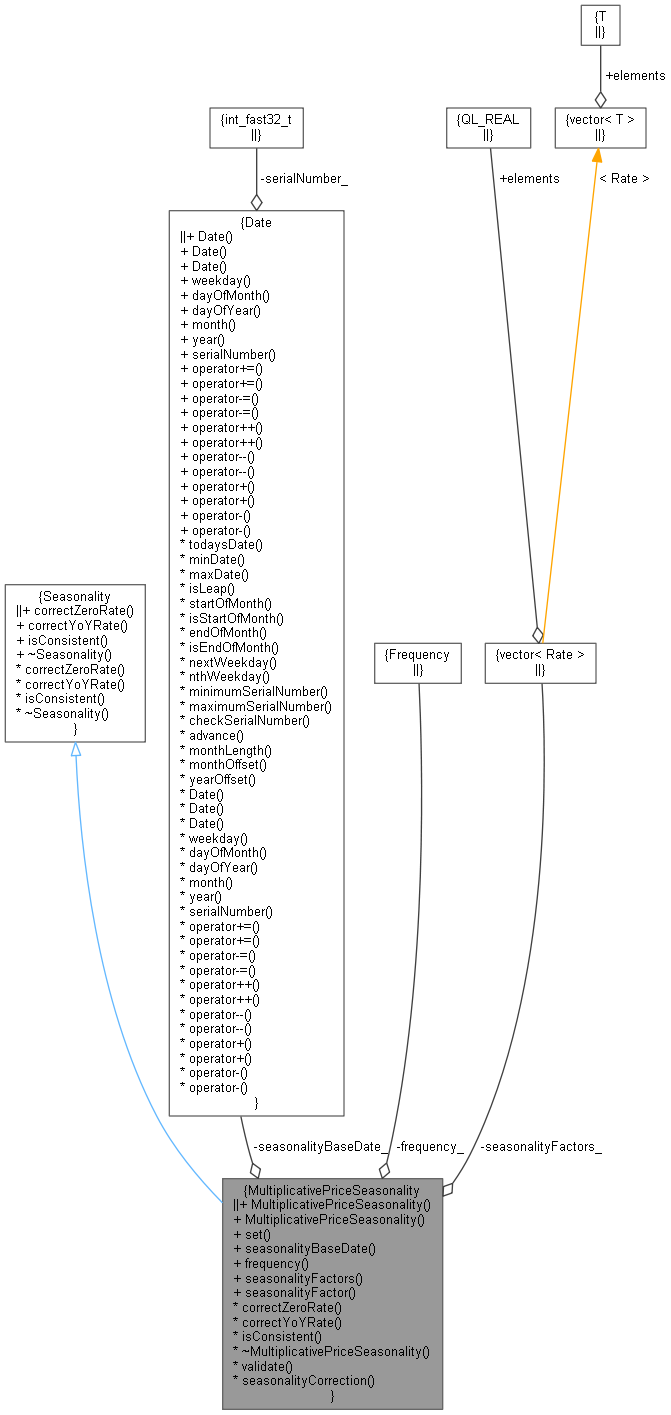 {T
||}
+elements
{int_fast32_t
||}
{QL_REAL
||}
{vector< T >
||}
-serialNumber_
+elements
< Rate >
{Date
||+ Date()
+ Date()
+ Date()
+ weekday()
+ dayOfMonth()
+ dayOfYear()
+ month()
+ year()
+ serialNumber()
+ operator+=()
+ operator+=()
+ operator-=()
+ operator-=()
+ operator++()
+ operator++()
+ operator--()
+ operator--()
+ operator+()
+ operator+()
+ operator-()
+ operator-()
* todaysDate()
* minDate()
* maxDate()
* isLeap()
* startOfMonth()
* isStartOfMonth()
* endOfMonth()
* isEndOfMonth()
* nextWeekday()
* nthWeekday()
* minimumSerialNumber()
* maximumSerialNumber()
* checkSerialNumber()
* advance()
* monthLength()
* monthOffset()
* yearOffset()
* Date()
* Date()
* Date()
* weekday()
* dayOfMonth()
* dayOfYear()
* month()
* year()
* serialNumber()
* operator+=()
* operator+=()
* operator-=()
* operator-=()
* operator++()
* operator++()
* operator--()
* operator--()
* operator+()
* operator+()
* operator-()
* operator-()
}
{Seasonality
||+ correctZeroRate()
+ correctYoYRate()
+ isConsistent()
+ ~Seasonality()
* correctZeroRate()
* correctYoYRate()
* isConsistent()
* ~Seasonality()
}
{Frequency
||}
{vector< Rate >
||}
-seasonalityBaseDate_
-frequency_
-seasonalityFactors_
{MultiplicativePriceSeasonality
||+ MultiplicativePriceSeasonality()
+ MultiplicativePriceSeasonality()
+ set()
+ seasonalityBaseDate()
+ frequency()
+ seasonalityFactors()
+ seasonalityFactor()
* correctZeroRate()
* correctYoYRate()
* isConsistent()
* ~MultiplicativePriceSeasonality()
* validate()
* seasonalityCorrection()
}